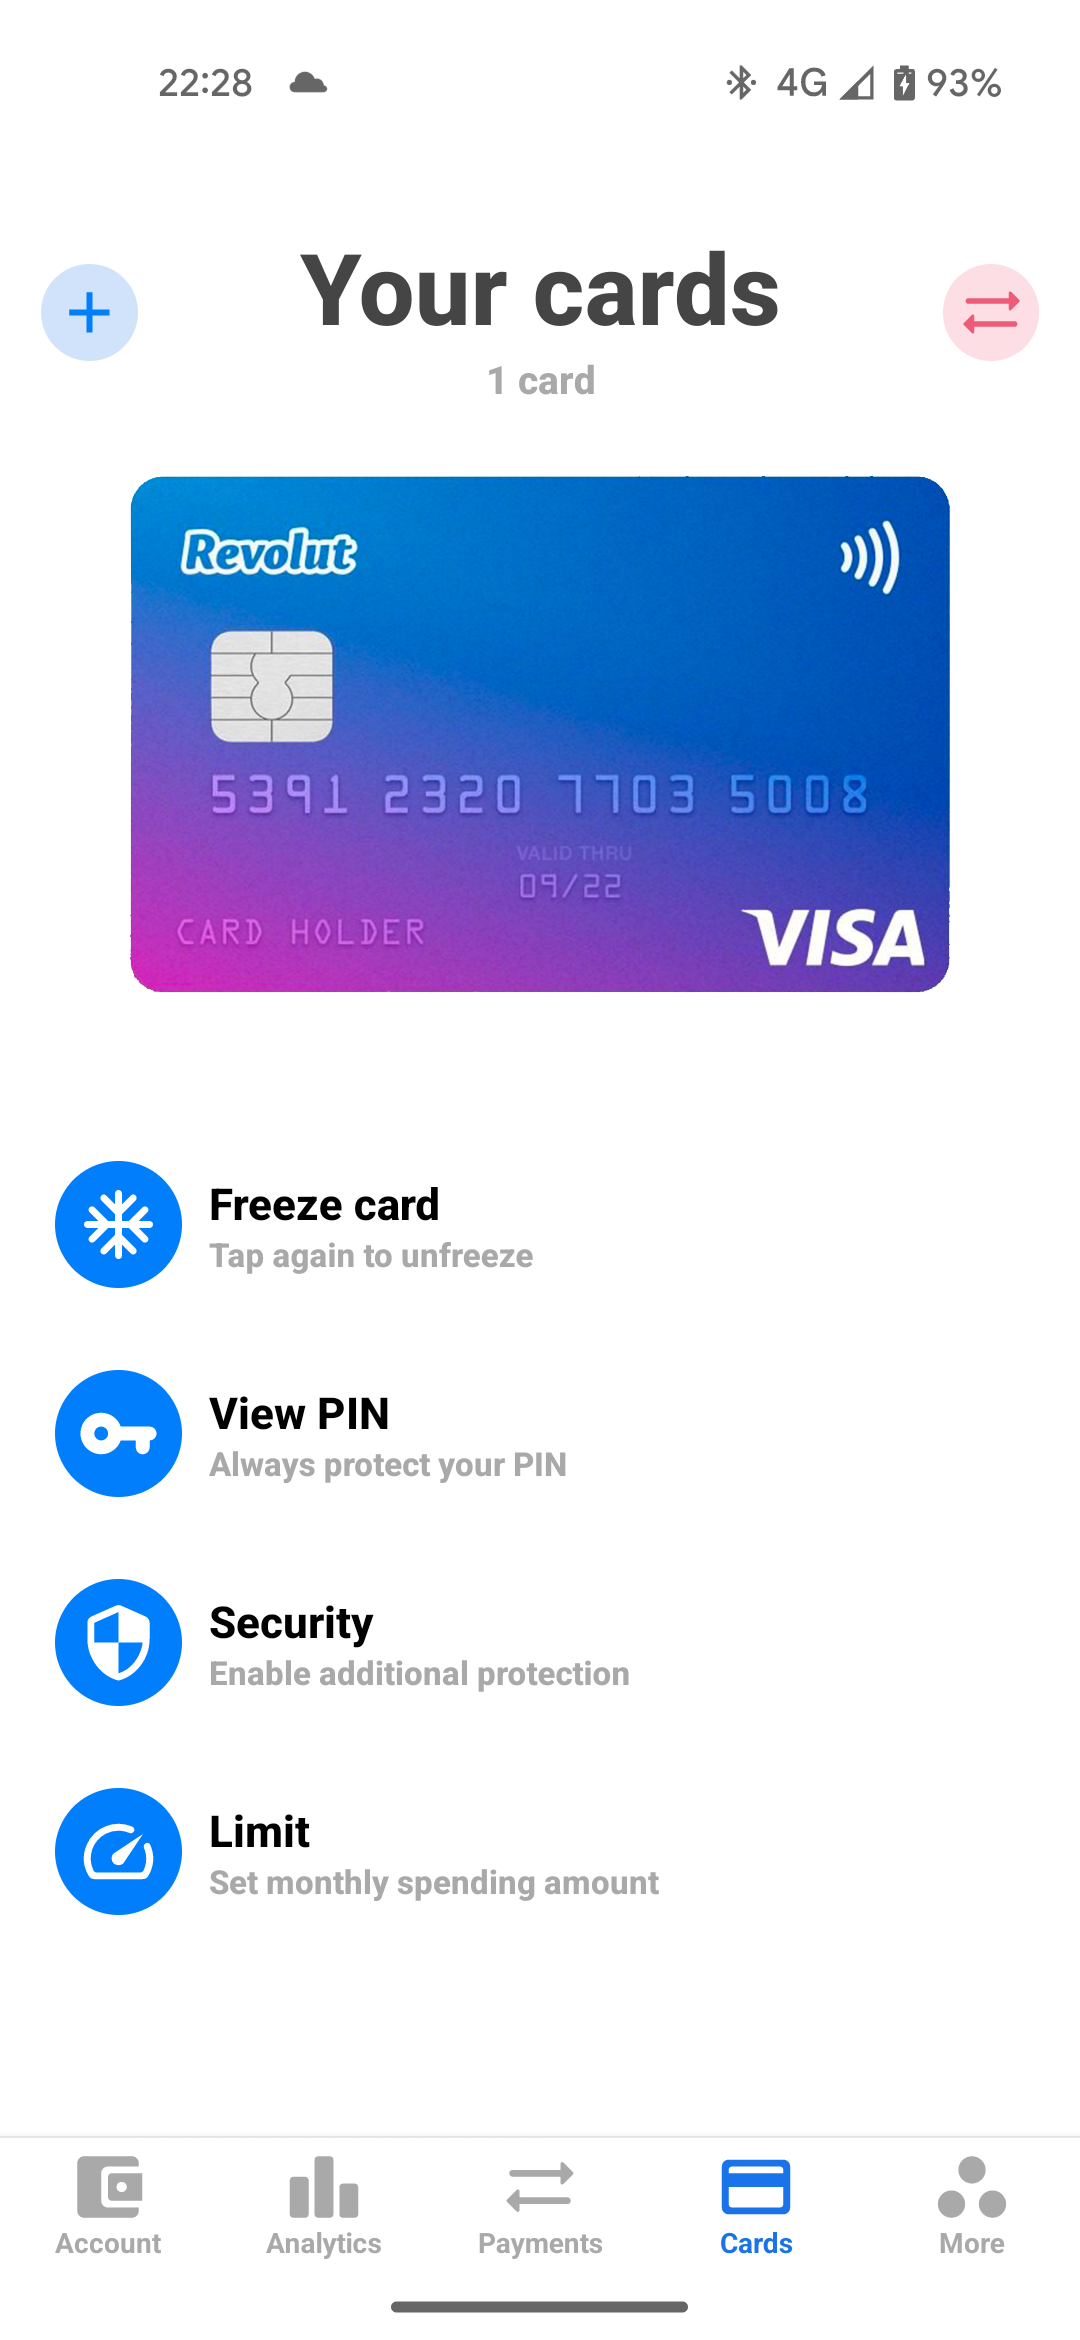 22:28 4G 93%
Your cards
1 card
Revolut
5391 2320 7703 5008
VALID THRU
09/22
CARD HOLDER
VISA
Freeze card
Tap again to unfreeze
View PIN
Always protect your PIN
Security
Enable additional protection
Limit
Set monthly spending amount
Account Analytics Payments Cards More